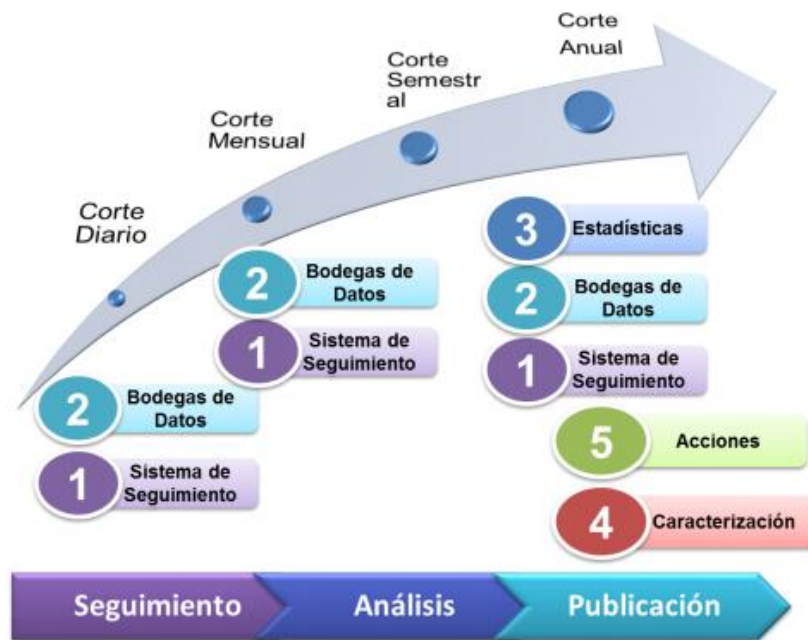 Corte
Anual
Corte
Semestr
al
Corte
Mensual
Corte
Diario
3 Estadísticas
2 Bodegas de
Datos
1 Sistema de
Seguimiento
2 Bodegas de
Datos
1 Sistema de
Seguimiento
2 Bodegas de
Datos
1 Sistema de
Seguimiento
5 Acciones
4 Caracterización
Seguimiento
Análisis
Publicación